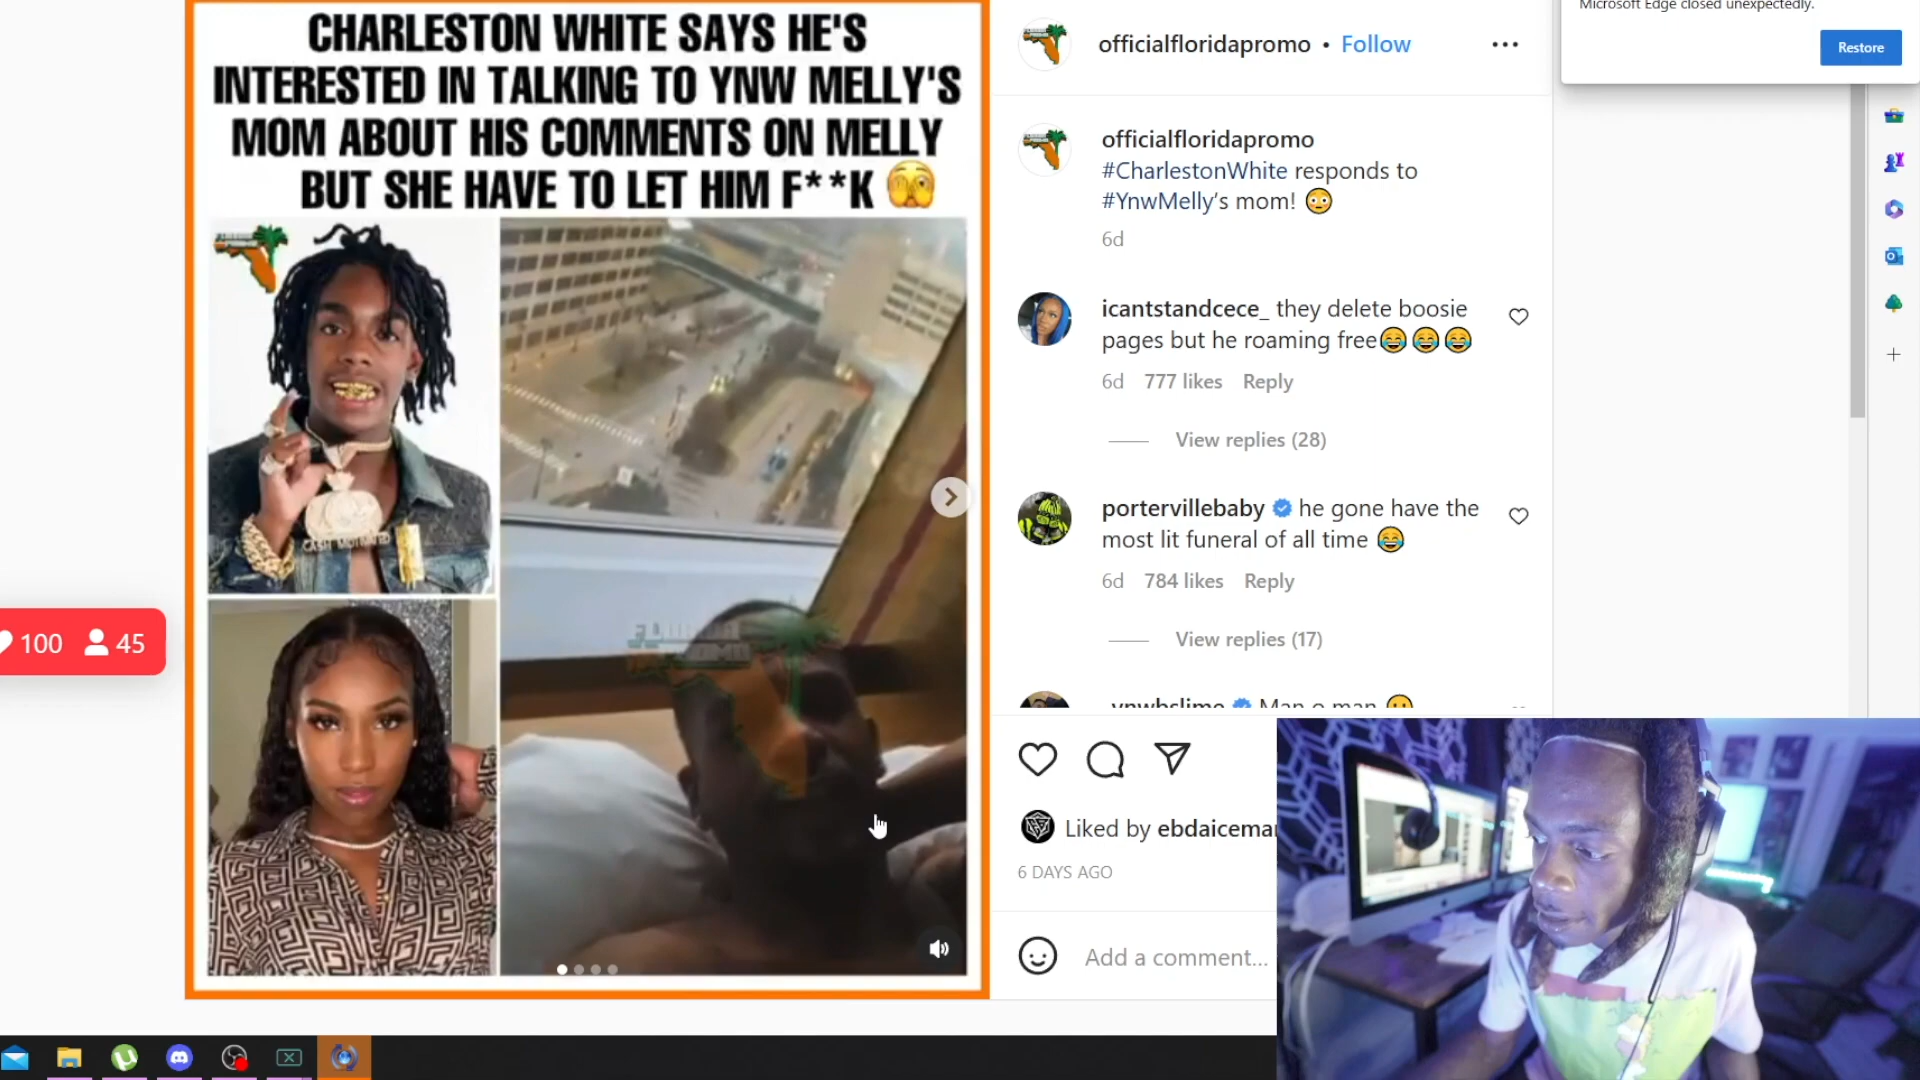 CHARLESTON WHITE SAYS HE'S
INTERESTED IN TALKING TO YNW MELLY'S
MOM ABOUT HIS COMMENTS ON MELLY
BUT SHE HAVE TO LET HIM F**K
CASH MOTIVATED
100 45
officialfloridapromo • Follow
officialfloridapromo
#CharlestonWhite responds to
#YnwMelly's mom!
6d
icantstandcece_ they delete boosie
pages but he roaming free
6d 777 likes Reply
View replies (28)
portervillebaby he gone have the
most lit funeral of all time
6d 784 likes Reply
View replies (17)
Man o man
Liked by
6 DAYS AGO
Add a comment...
Microsoft Edge closed unexpectedly.
Restore